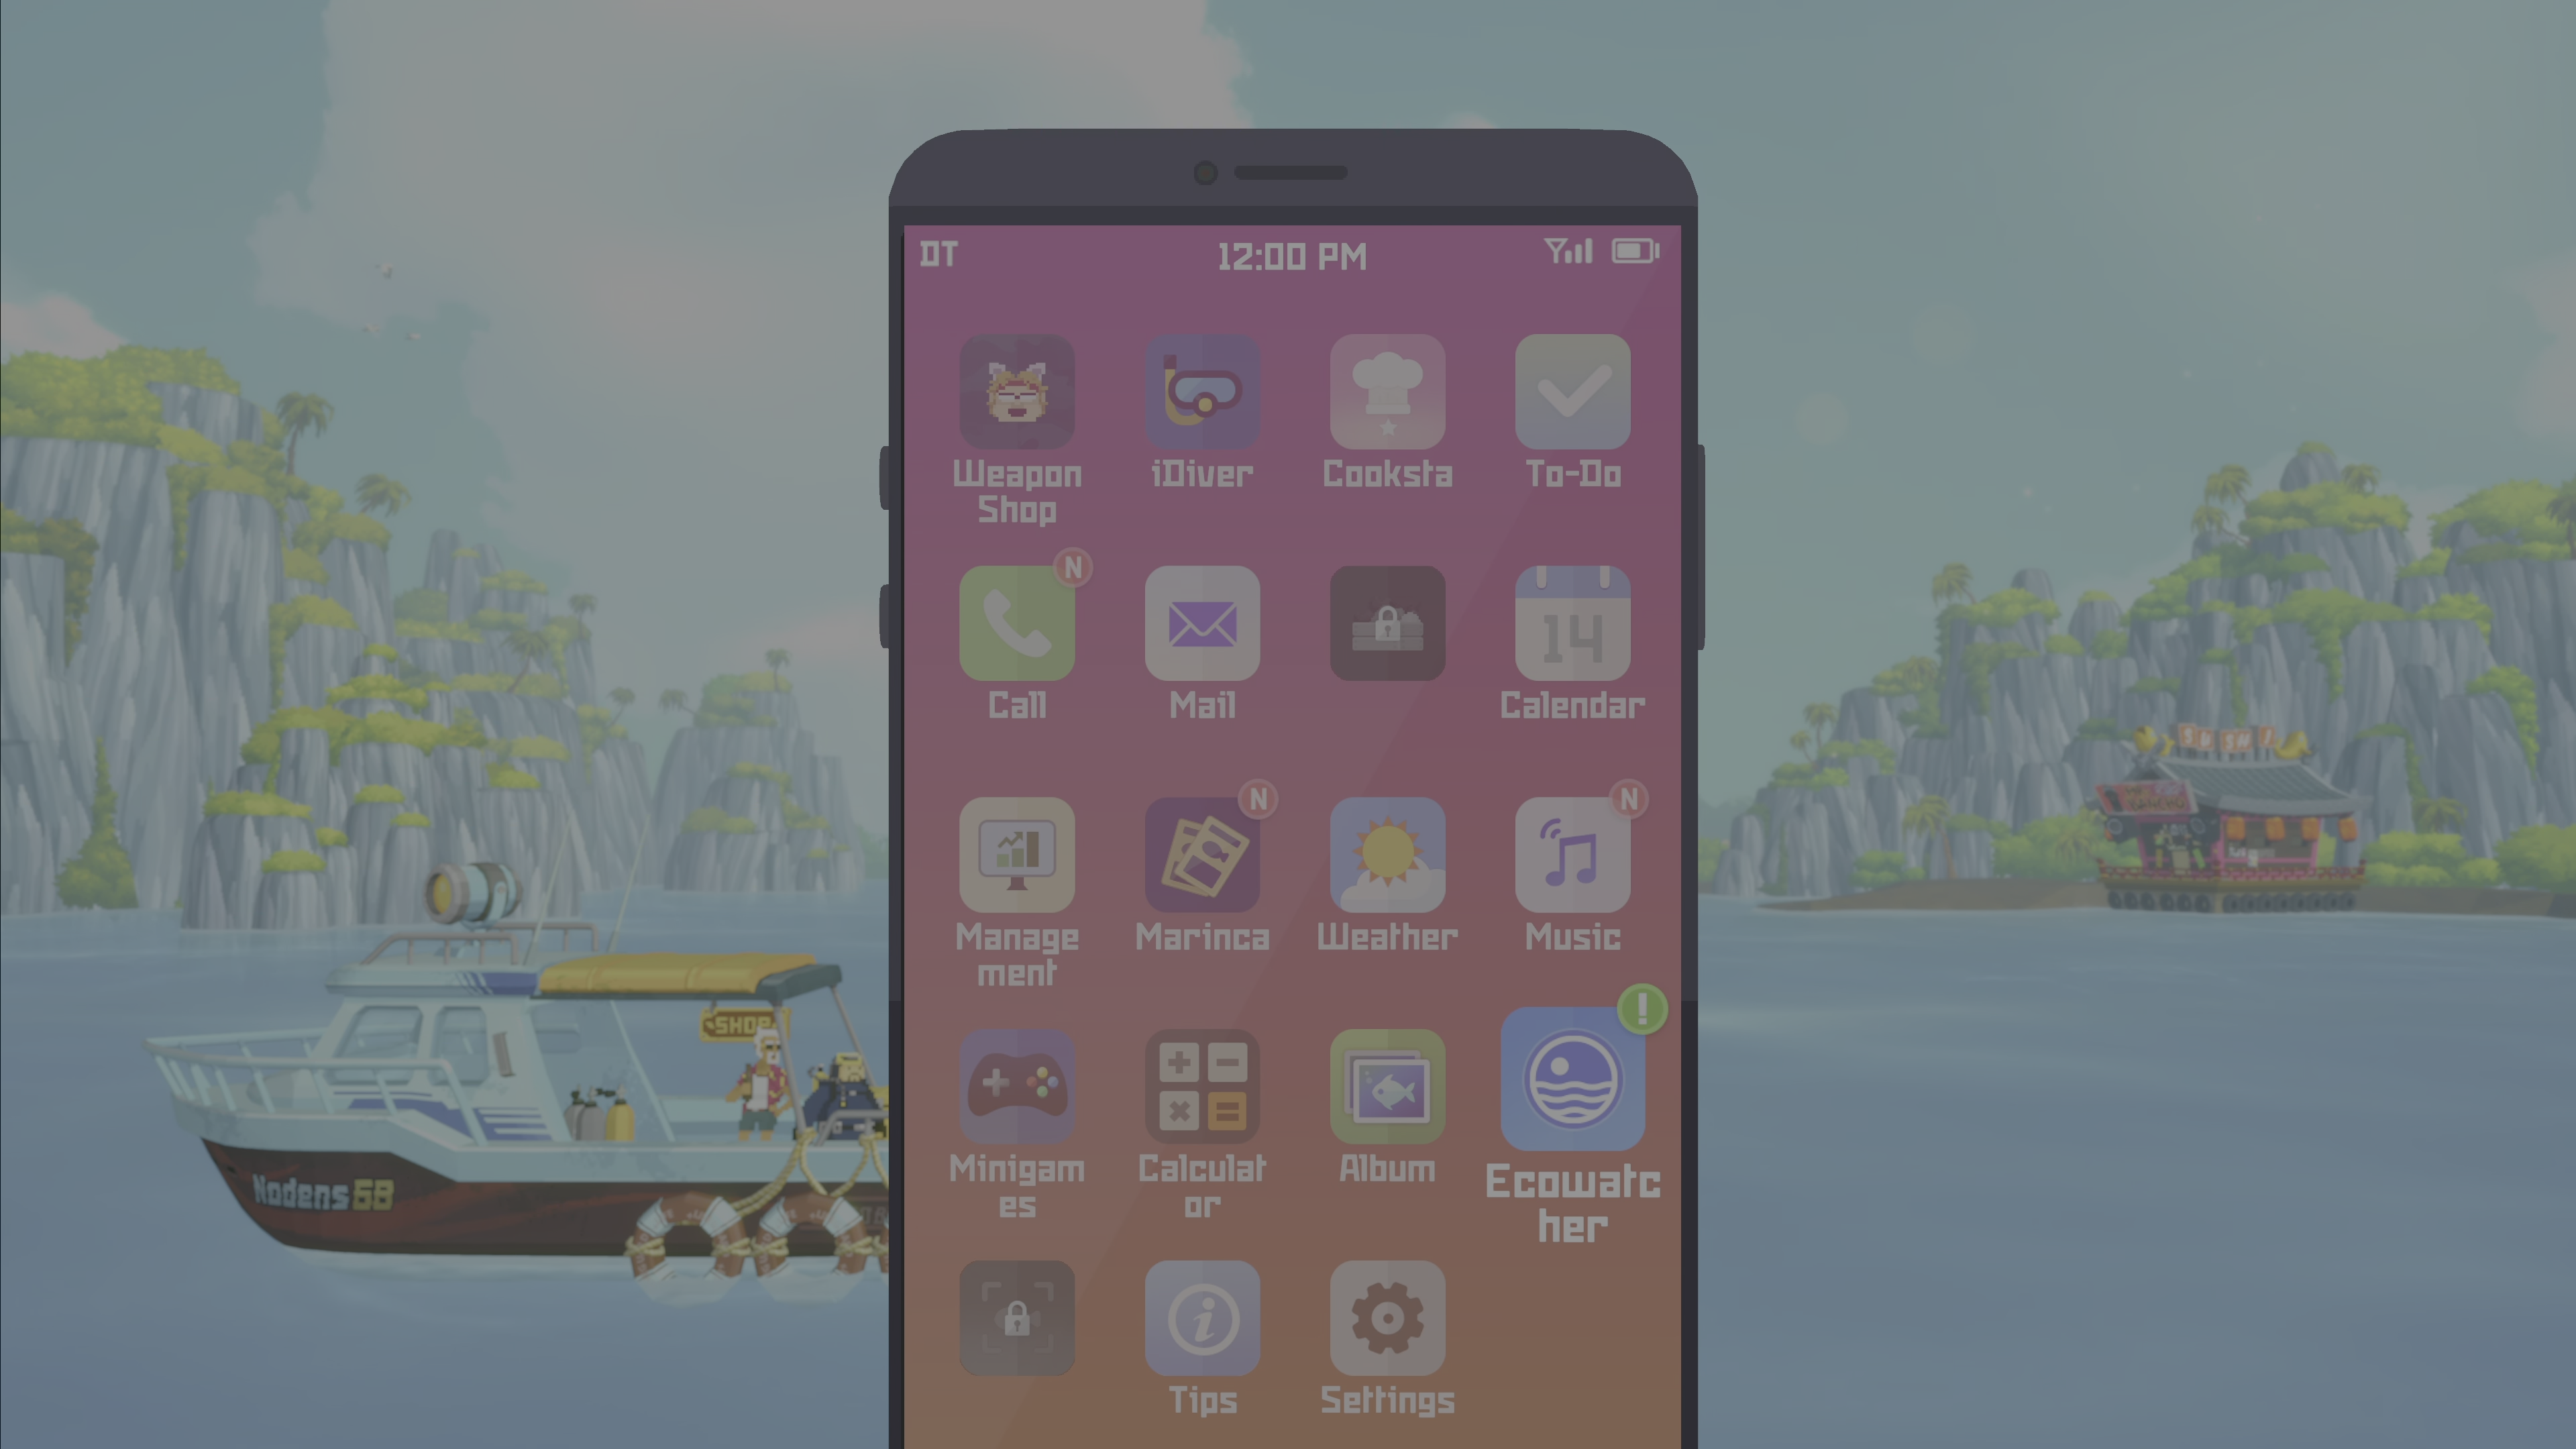 DT
12:00 PM
Weapon
Shop
iDiver
Cooksta
To-Do
N
Call
Mail
14
Calendar
Manage
ment
N
Marinca
Weather
N
Music
Minigam
es
Calculat
or
Album
!
Ecowatc
her
Tips
Settings
SHOP
Nodens 68
SUSHI